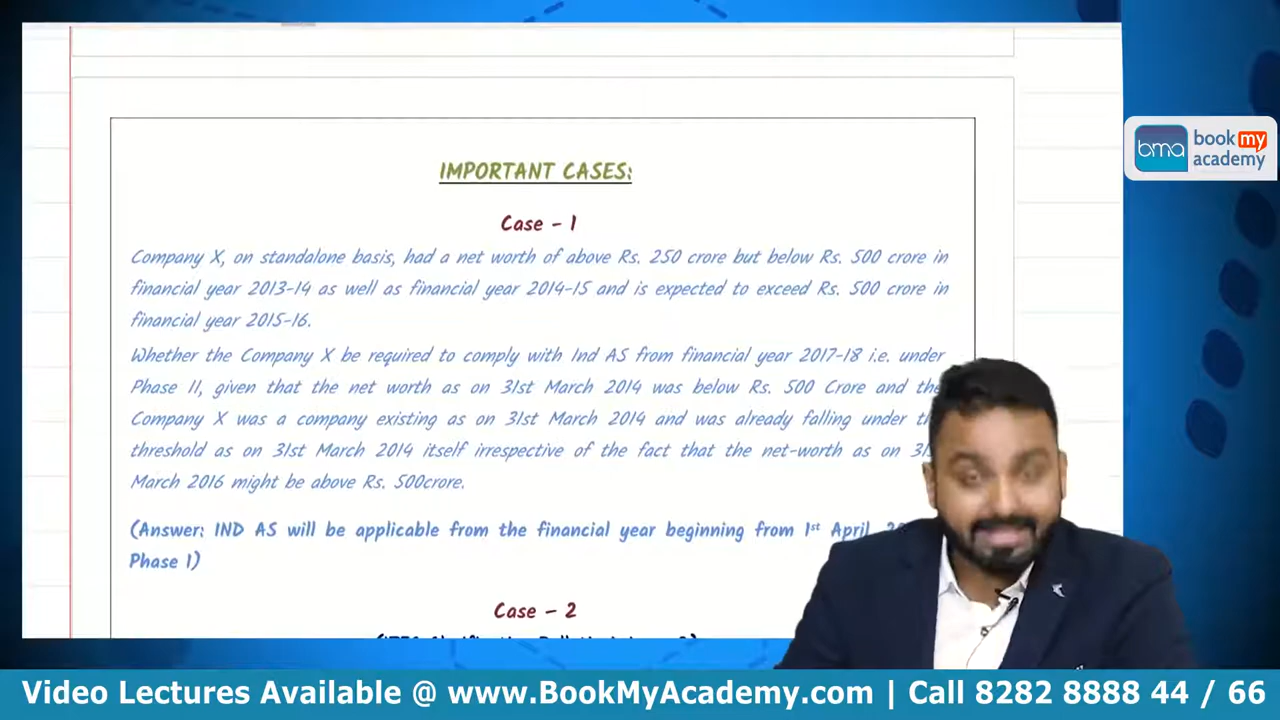 IMPORTANT CASES:
Case - 1
Company X, on standalone basis, had a net worth of above Rs. 250 crore but below Rs. 500 crore in
financial year 2013-14 as well as financial year 2014-15 and is expected to exceed Rs. 500 crore in
financial year 2015-16.
Whether the Company X be required to comply with Ind AS from financial year 2017-18 i.e. under
Phase II, given that the net worth as on 31st March 2014 was below Rs. 500 Crore and
Company X was a company existing as on 31st March 2014 and was already falling under
threshold as on 31st March 2014 itself irrespective of the fact that the net-worth as on
March 2016 might be above Rs. 500crore.
(Answer: IND AS will be applicable from the financial year beginning from 1st April,
Phase 1)
Case - 2
bma
book my
academy
Video Lectures Available @ www.BookMyAcademy.com | Call 8282 8888 44 / 66